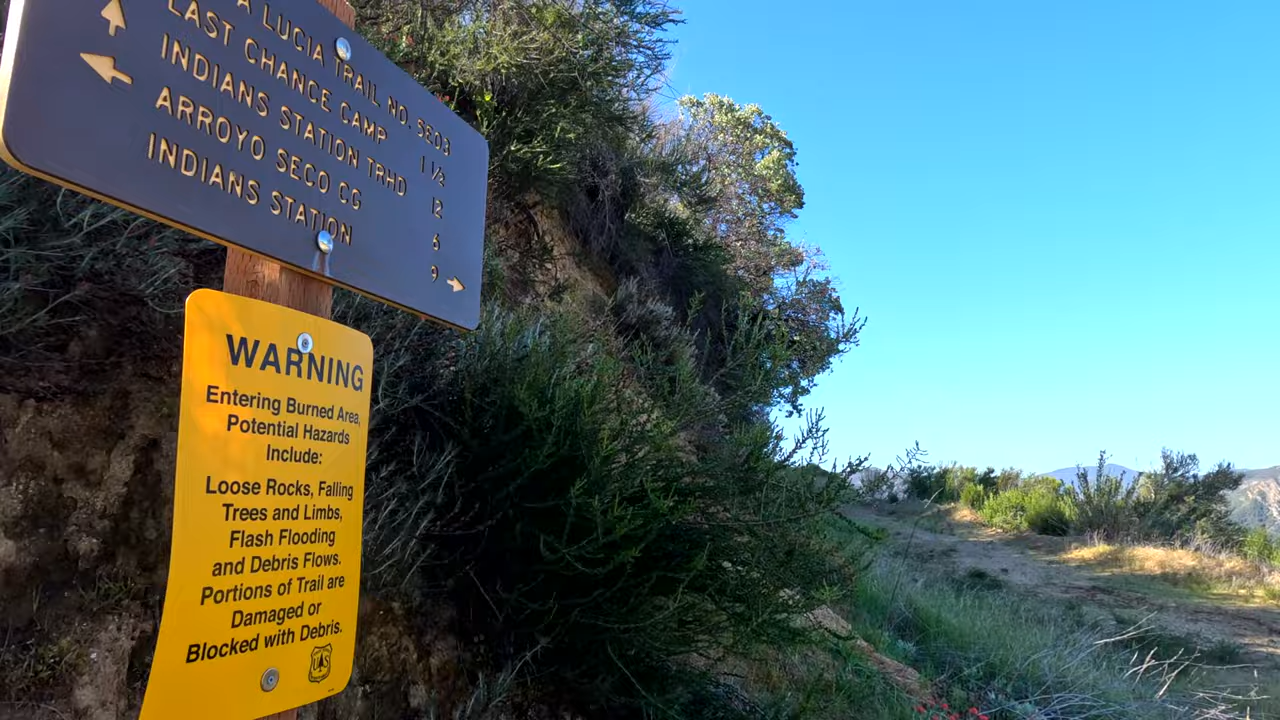 A LUCIA TRAIL NO. 5E03
LAST CHANCE CAMP 1 ½
INDIANS STATION TRHD 12
ARROYO SECO CG 6
INDIANS STATION 9
WARNING
Entering Burned Area,
Potential Hazards
Include:
Loose Rocks, Falling
Trees and Limbs,
Flash Flooding
and Debris Flows.
Portions of Trail are
Damaged or
Blocked with Debris.
U S